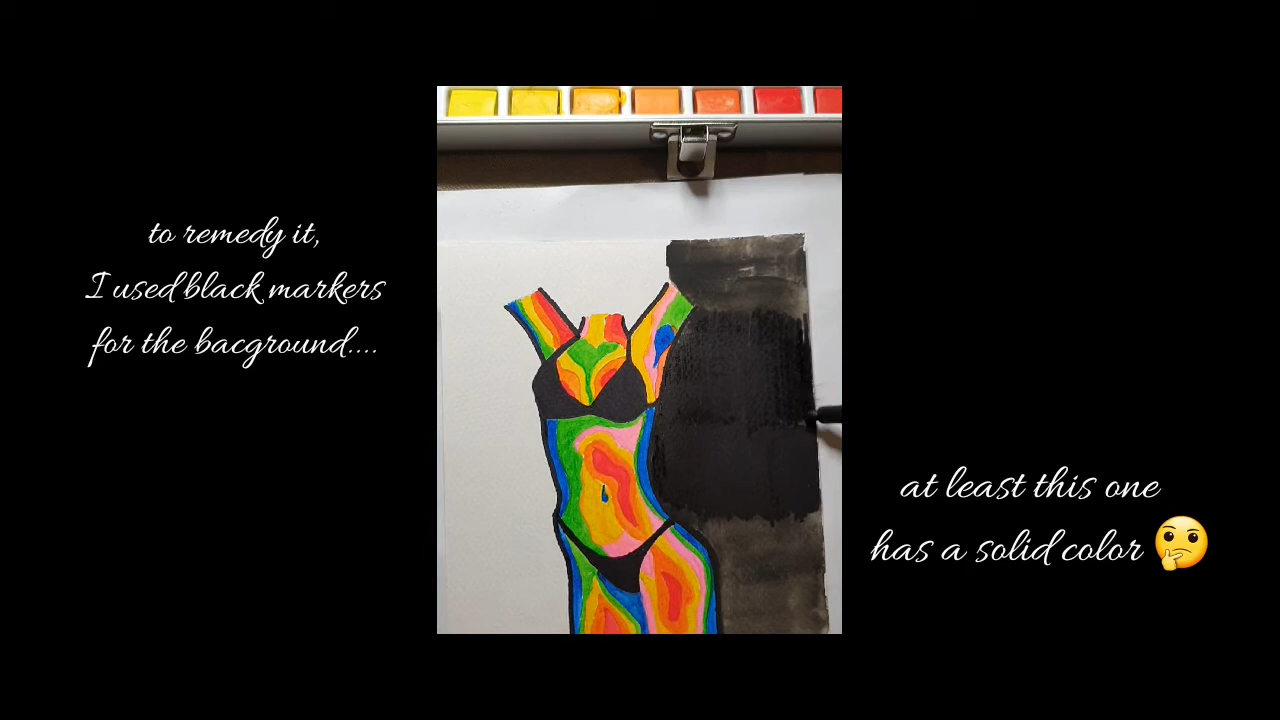 to remedy it,
I used black markers
for the bacground....
at least this one
has a solid color 🤔